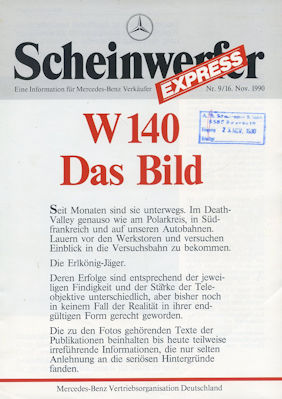 Scheinwerfer
EXPRESS
Eine Information für Mercedes-Benz Verkäufer
Nr. 9/16. Nov. 1990
W 140
Das Bild
Seit Monaten sind sie unterwegs. Im Death-
Valley genauso wie am Polarkreis, in Süd-
frankreich und auf unseren Autobahnen.
Lauern vor den Werkstoren und versuchen
Einblick in die Versuchsbahn zu bekommen.
Die Erlkönig-Jäger.
Deren Erfolge sind entsprechend der jewei-
ligen Findigkeit und der Stärke der Tele-
objektive unterschiedlich, aber bisher noch
in keinem Fall der Realität in ihrer end-
gültigen Form gerecht geworden.
Die zu den Fotos gehörenden Texte der
Publikationen beinhalten bis heute teilweise
irreführende Informationen, die nur selten
Anlehnung an die seriösen Hintergründe
fanden.
Mercedes-Benz Vertriebsorganisation Deutschland